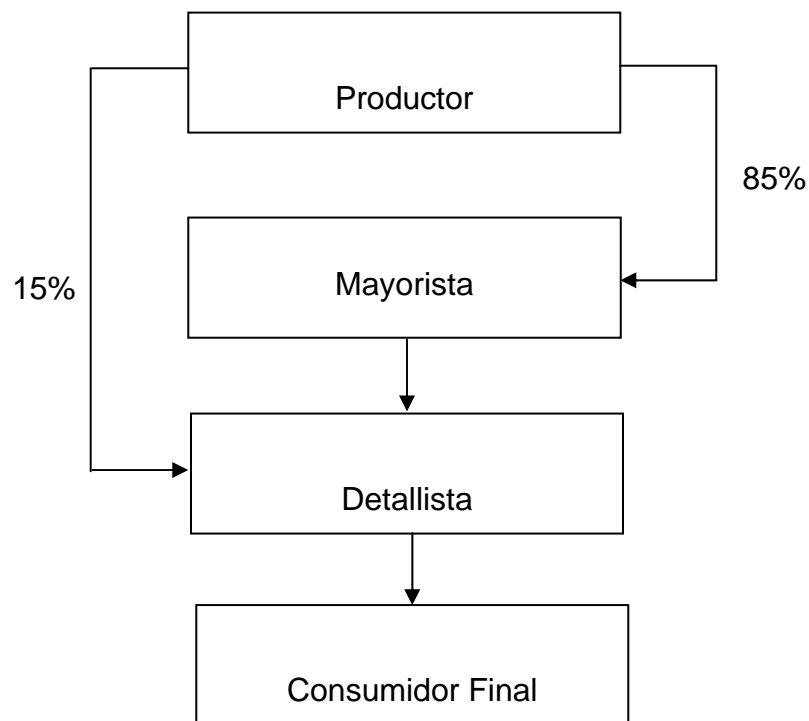 Productor
85%
Mayorista
15%
Detallista
Consumidor Final